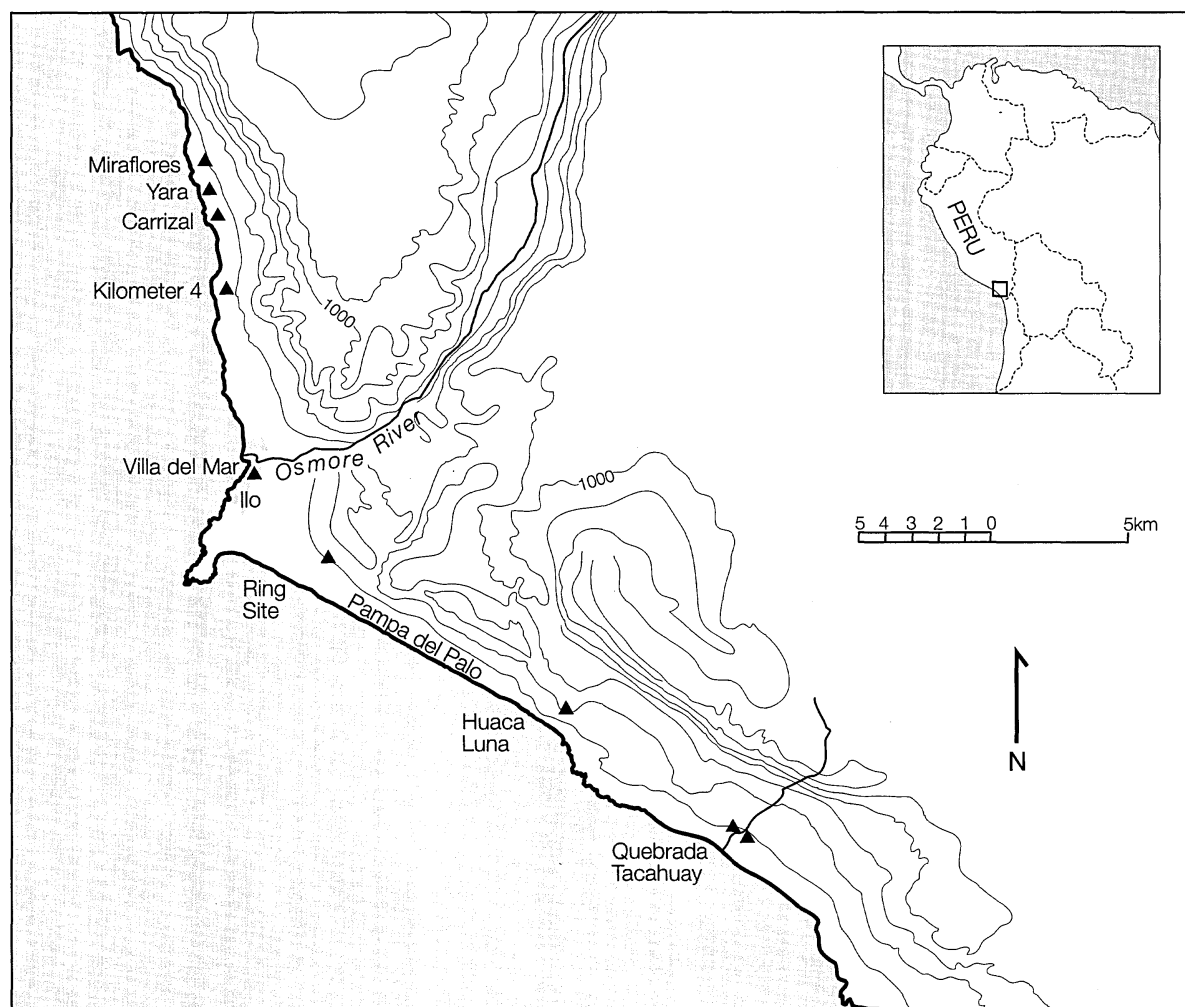 Miraflores
Yara
Carrizal
Kilometer 4
1000
PERU
Villa del Mar
Osmore River
Ilo
1000
5 4 3 2 1 0 5km
Ring
Site
Pampa del Palo
Huaca
Luna
N
Quebrada
Tacahuay